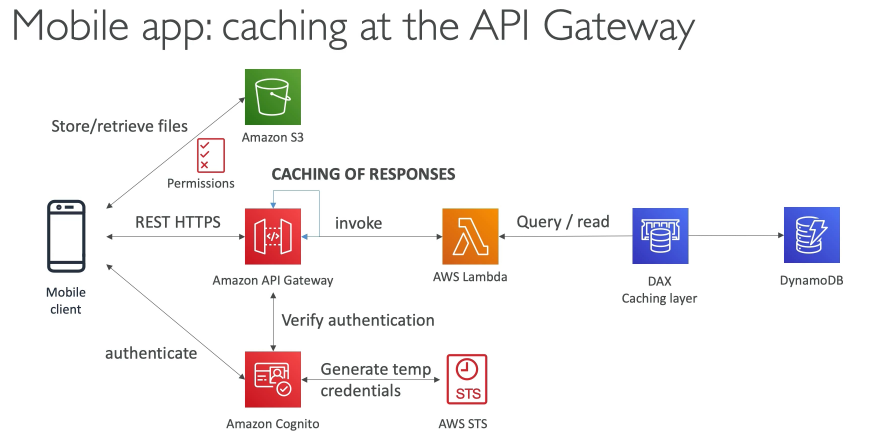 Mobile app: caching at the API Gateway
Store/retrieve files
Amazon S3
Permissions
CACHING OF RESPONSES
REST HTTPS
invoke
Query / read
Mobile
client
Amazon API Gateway
AWS Lambda
DAX
Caching layer
DynamoDB
Verify authentication
authenticate
Generate temp
credentials
STS
Amazon Cognito
AWS STS